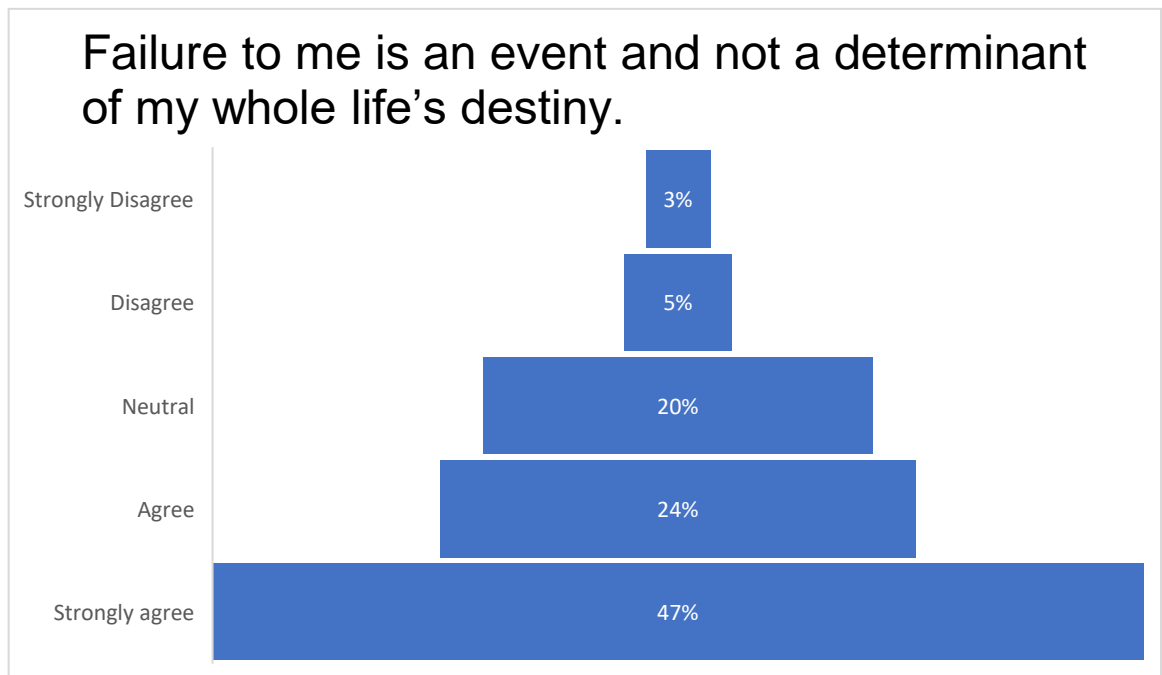 Failure to me is an event and not a determinant
of my whole life’s destiny.
Strongly Disagree
3%
Disagree
5%
Neutral
20%
Agree
24%
Strongly agree
47%